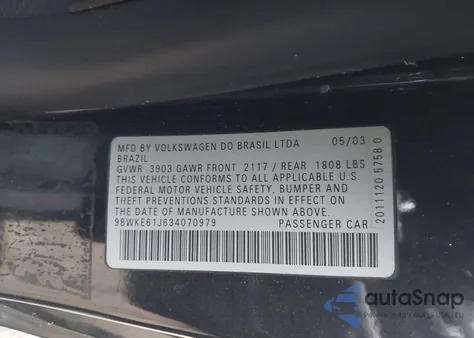 MFD BY VOLKSWAGEN DO BRASIL LTDA 05/03
BRAZIL
GVWR 3903 GAWR FRONT 2117/ REAR 1808 LBS
THIS VEHICLE CONFORMS TO ALL APPLICABLE U.S.
FEDERAL MOTOR VEHICLE SAFETY, BUMPER AND
THEFT PREVENTIONS STANDARDS IN EFFECT ON
THE DATE OF MANUFACTURE SHOWN ABOVE.
9BWKE61J634070979 PASSENGER CAR
2011120 5758 0
autoSnap